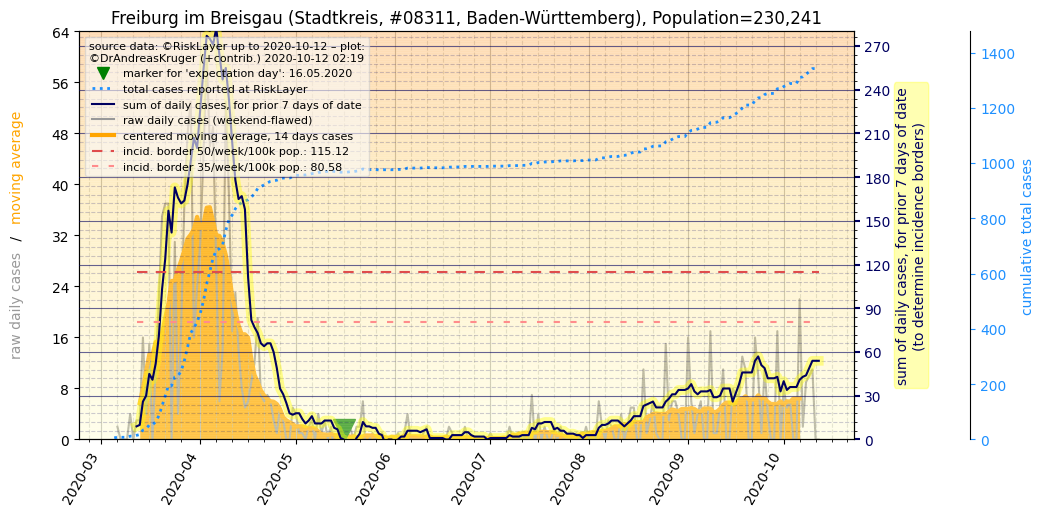 Freiburg im Breisgau (Stadtkreis, #08311, Baden-Württemberg), Population=230,241
source data: ©RiskLayer up to 2020-10-12 – plot:
©DrAndreasKruger (+contrib.) 2020-10-12 02:19
marker for 'expectation day': 16.05.2020
total cases reported at RiskLayer
sum of daily cases, for prior 7 days of date
raw daily cases (weekend-flawed)
centered moving average, 14 days cases
incid. border 50/week/100k pop.: 115.12
incid. border 35/week/100k pop.: 80.58
raw daily cases / moving average
64
56
48
40
32
24
16
8
0
2020-03
2020-04
2020-05
2020-06
2020-07
2020-08
2020-09
2020-10
270
240
210
180
150
120
90
60
30
0
sum of daily cases, for prior 7 days of date
(to determine incidence borders)
1400
1200
1000
800
600
400
200
0
cumulative total cases